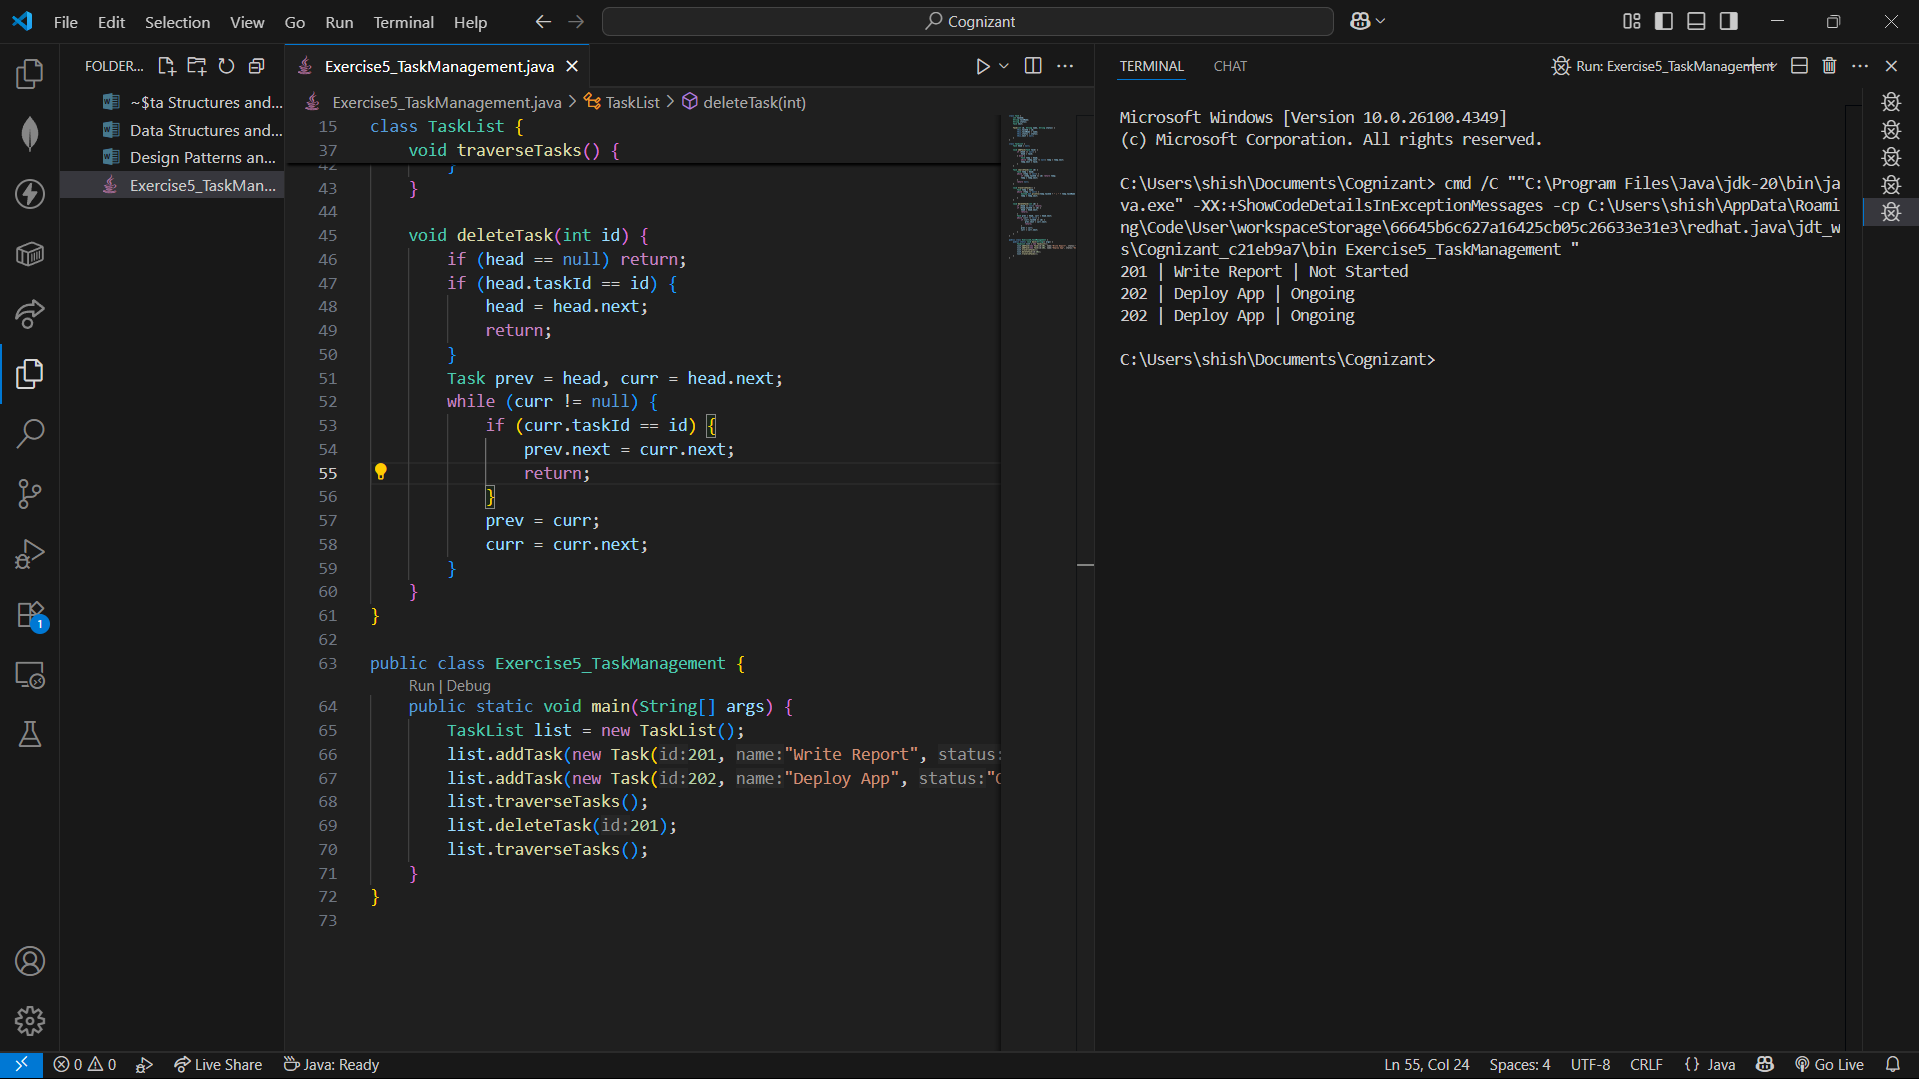 File Edit Selection View Go Run Terminal Help
Cognizant
FOLDER...
~$ta Structures and...
Data Structures and...
Design Patterns an...
Exercise5_TaskMan...
Exercise5_TaskManagement.java
Exercise5_TaskManagement.java > TaskList > deleteTask(int)
15 class TaskList {
37 void traverseTasks() {
42 }
43 }
44
45 void deleteTask(int id) {
46 if (head == null) return;
47 if (head.taskId == id) {
48 head = head.next;
49 return;
50 }
51 Task prev = head, curr = head.next;
52 while (curr != null) {
53 if (curr.taskId == id) {
54 prev.next = curr.next;
55 return;
56 }
57 prev = curr;
58 curr = curr.next;
59 }
60 }
61 }
62
63 public class Exercise5_TaskManagement {
Run | Debug
64 public static void main(String[] args) {
65 TaskList list = new TaskList();
66 list.addTask(new Task(id:201, name:"Write Report", status:
67 list.addTask(new Task(id:202, name:"Deploy App", status:"
68 list.traverseTasks();
69 list.deleteTask(id:201);
70 list.traverseTasks();
71 }
72 }
73
TERMINAL CHAT
Run: Exercise5_TaskManagement
Microsoft Windows [Version 10.0.26100.4349]
(c) Microsoft Corporation. All rights reserved.
C:\Users\shish\Documents\Cognizant> cmd /C ""C:\Program Files\Java\jdk-20\bin\ja
va.exe" -XX:+ShowCodeDetailsInExceptionMessages -cp C:\Users\shish\AppData\Roami
ng\Code\User\workspaceStorage\66645b6c627a16425cb05c26633e31e3\redhat.java\jdt_w
s\Cognizant_c21eb9a7\bin Exercise5_TaskManagement "
201 | Write Report | Not Started
202 | Deploy App | Ongoing
202 | Deploy App | Ongoing
C:\Users\shish\Documents\Cognizant>
1
0 0 Live Share Java: Ready
Ln 55, Col 24 Spaces: 4 UTF-8 CRLF {} Java Go Live